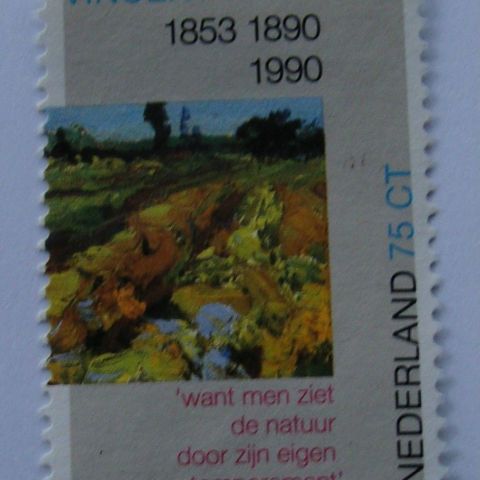 1853 1890
1990
NEDERLAND 75 CT
'want men ziet
de natuur
door zijn eigen